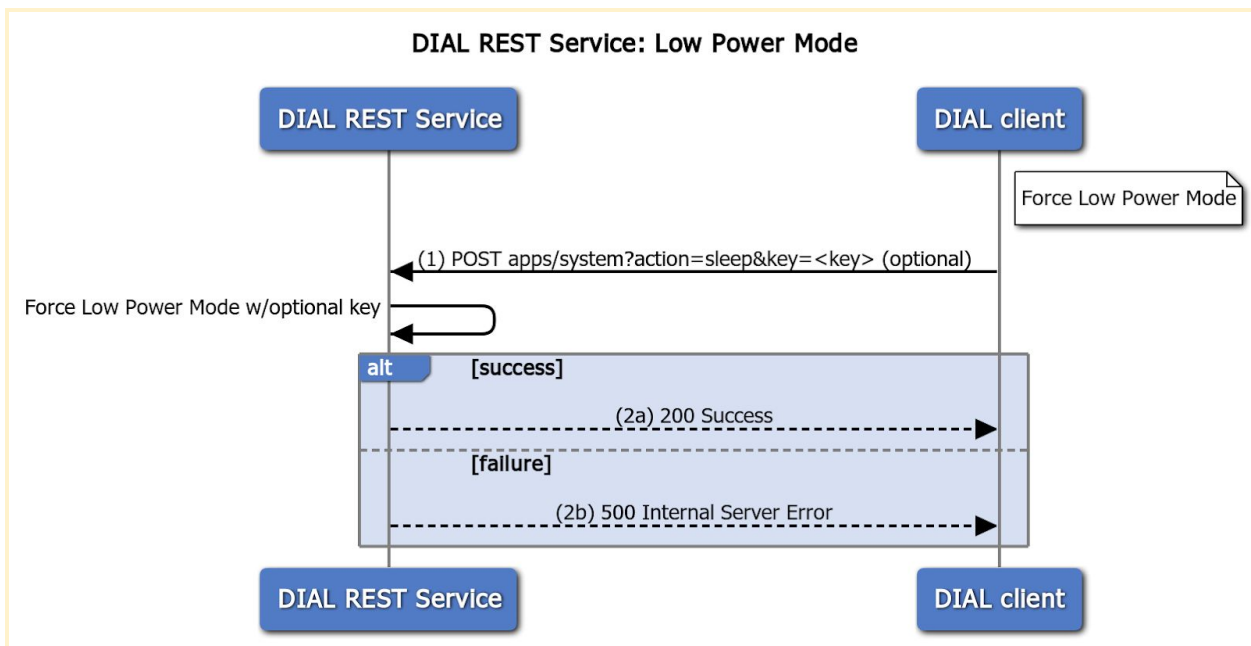 DIAL REST Service: Low Power Mode
DIAL REST Service
DIAL client
Force Low Power Mode
(1) POST apps/system?action=sleep&key=<key> (optional)
Force Low Power Mode w/optional key
alt
[success]
(2a) 200 Success
[failure]
(2b) 500 Internal Server Error
DIAL REST Service
DIAL client